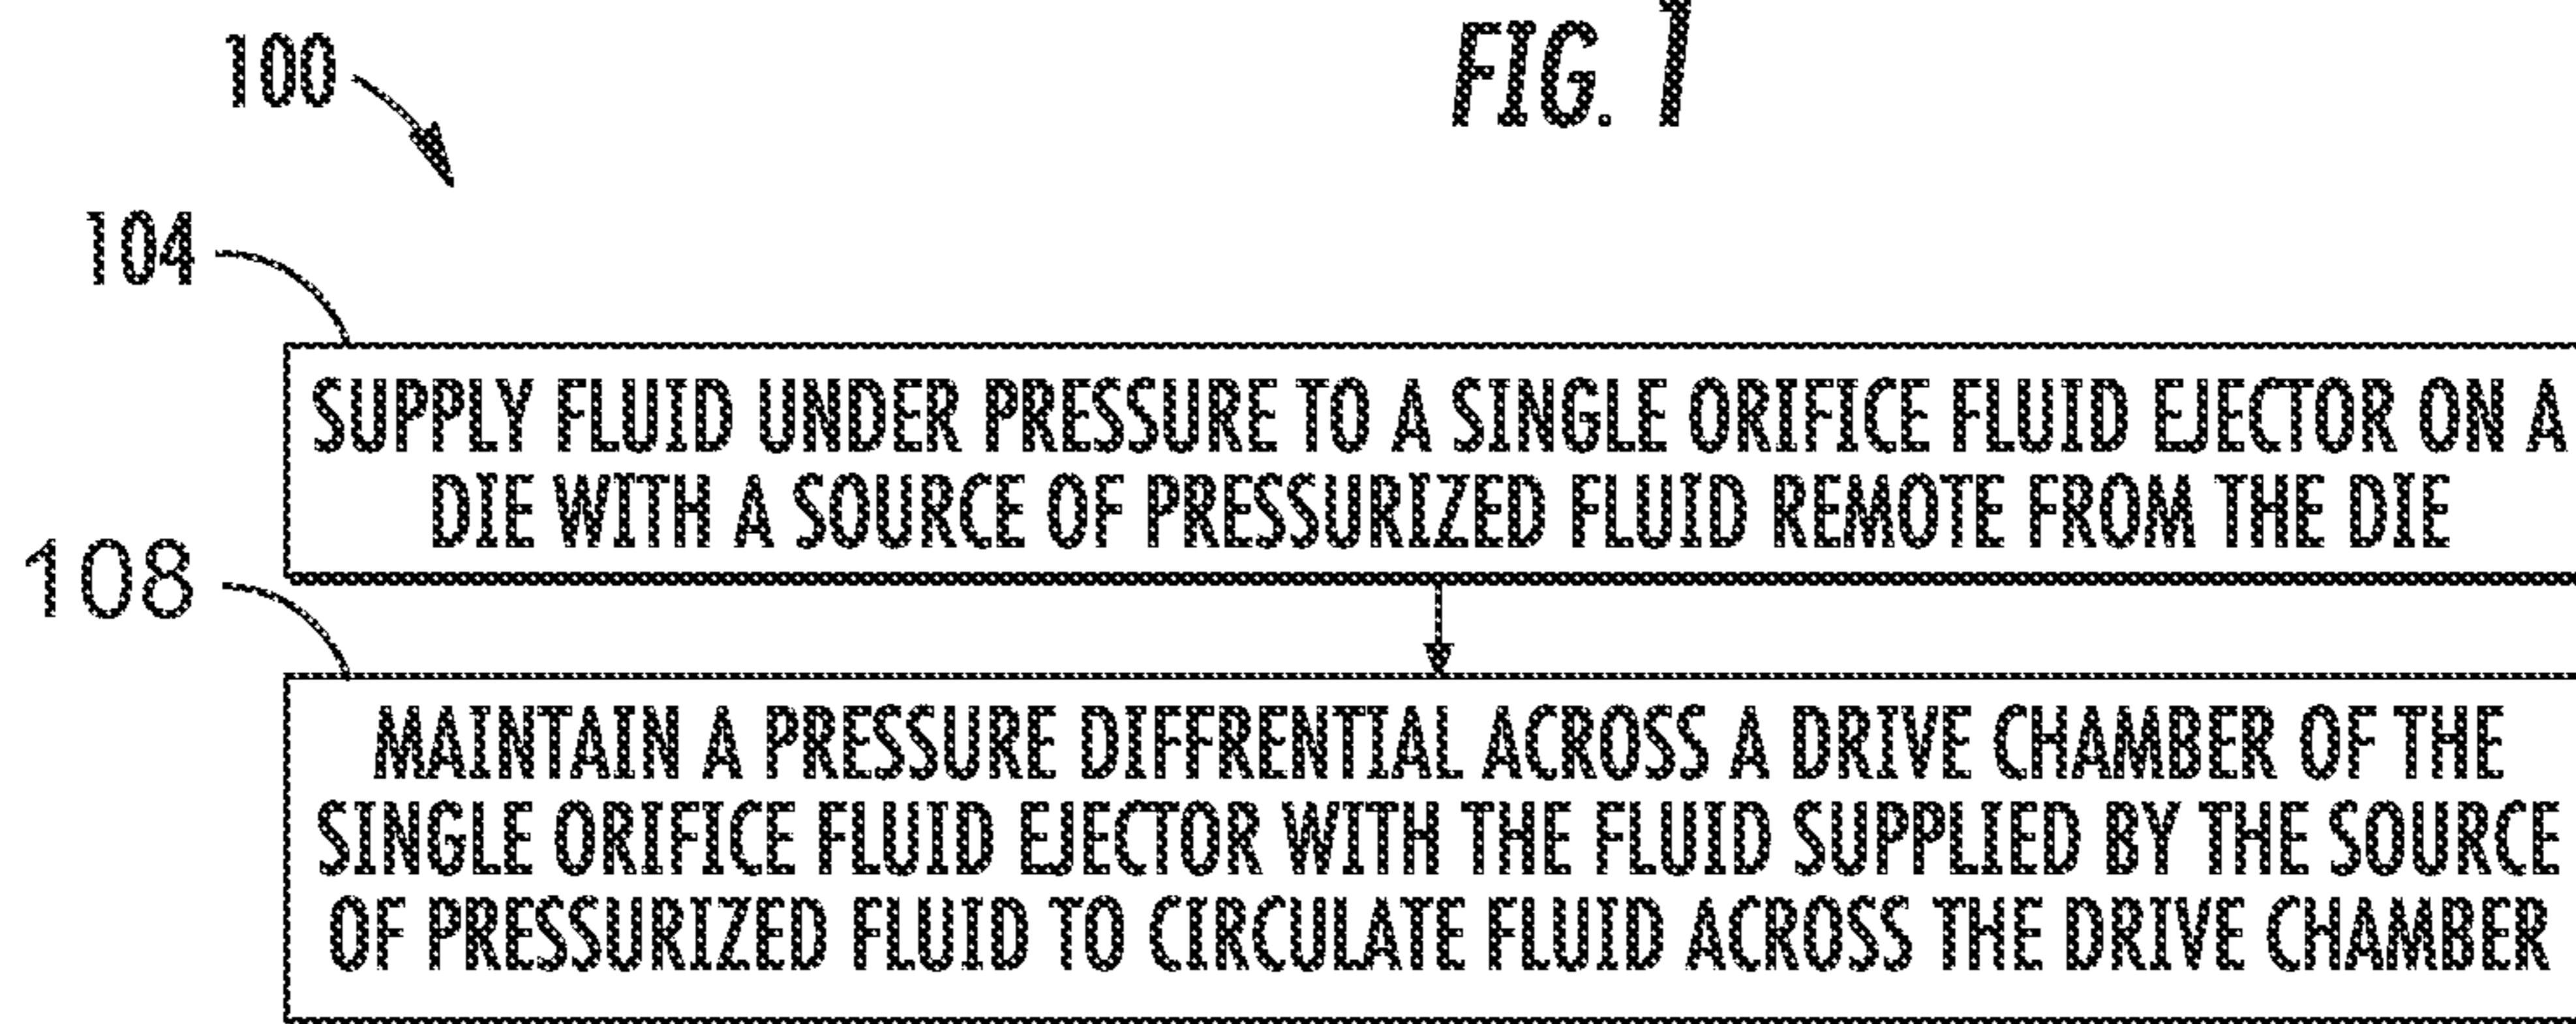 FIG. 1
100
104
SUPPLY FLUID UNDER PRESSURE TO A SINGLE ORIFICE FLUID EJECTOR ON A
DIE WITH A SOURCE OF PRESSURIZED FLUID REMOTE FROM THE DIE
108
MAINTAIN A PRESSURE DIFFRENTIAL ACROSS A DRIVE CHAMBER OF THE
SINGLE ORIFICE FLUID EJECTOR WITH THE FLUID SUPPLIED BY THE SOURCE
OF PRESSURIZED FLUID TO CIRCULATE FLUID ACROSS THE DRIVE CHAMBER